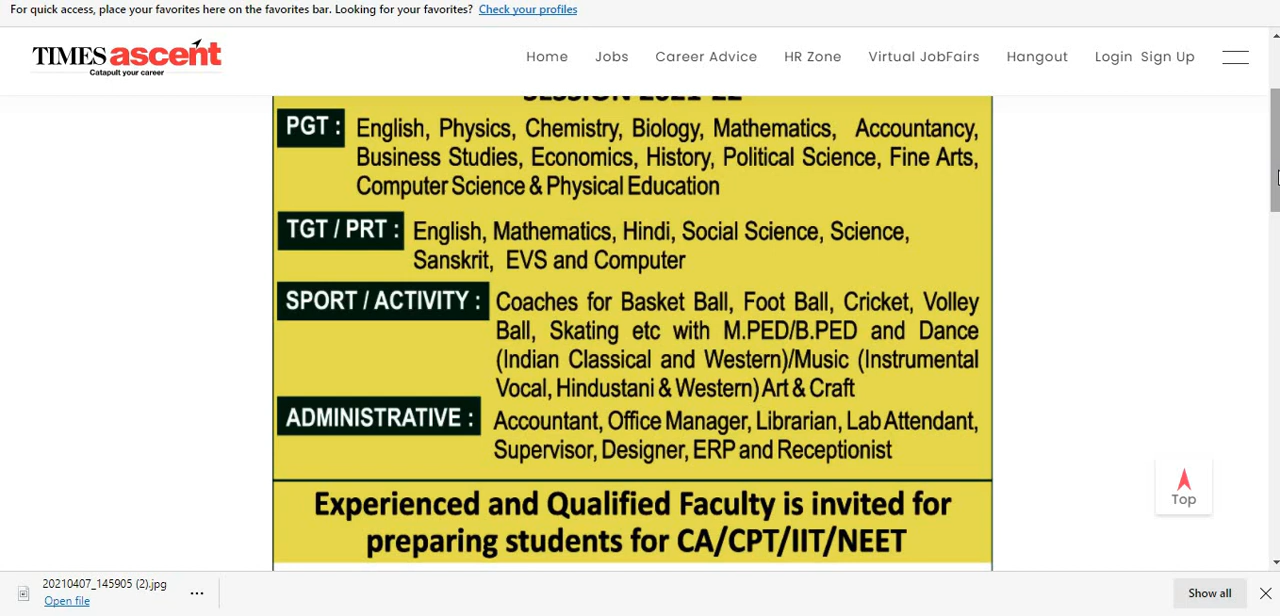 For quick access, place your favorites here on the favorites bar. Looking for your favorites? Check your profiles
TIMES ascent
Catapult your career
Home Jobs Career Advice HR Zone Virtual JobFairs Hangout Login Sign Up
SESSION 2021-22
PGT : English, Physics, Chemistry, Biology, Mathematics, Accountancy,
Business Studies, Economics, History, Political Science, Fine Arts,
Computer Science & Physical Education
TGT / PRT : English, Mathematics, Hindi, Social Science, Science,
Sanskrit, EVS and Computer
SPORT / ACTIVITY : Coaches for Basket Ball, Foot Ball, Cricket, Volley
Ball, Skating etc with M.PED/B.PED and Dance
(Indian Classical and Western)/Music (Instrumental
Vocal, Hindustani & Western) Art & Craft
ADMINISTRATIVE : Accountant, Office Manager, Librarian, Lab Attendant,
Supervisor, Designer, ERP and Receptionist
Experienced and Qualified Faculty is invited for
preparing students for CA/CPT/IIT/NEET
Top
20210407_145905 (2).jpg
Open file
Show all